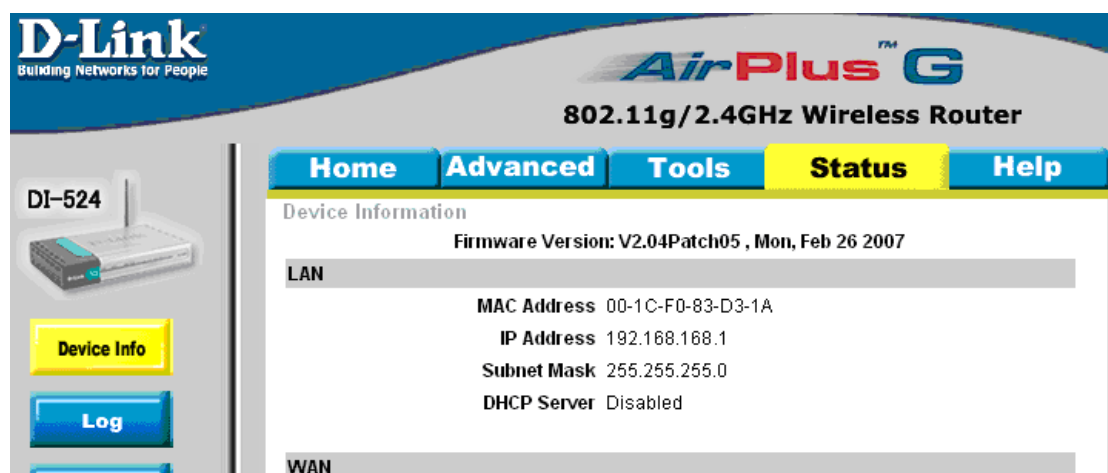 D-Link
Building Networks for People
AirPlus™ G
802.11g/2.4GHz Wireless Router
Home Advanced Tools Status Help
DI-524
Device Information
Firmware Version: V2.04Patch05 , Mon, Feb 26 2007
LAN
MAC Address 00-1C-F0-83-D3-1A
IP Address 192.168.168.1
Subnet Mask 255.255.255.0
DHCP Server Disabled
Device Info
Log
WAN